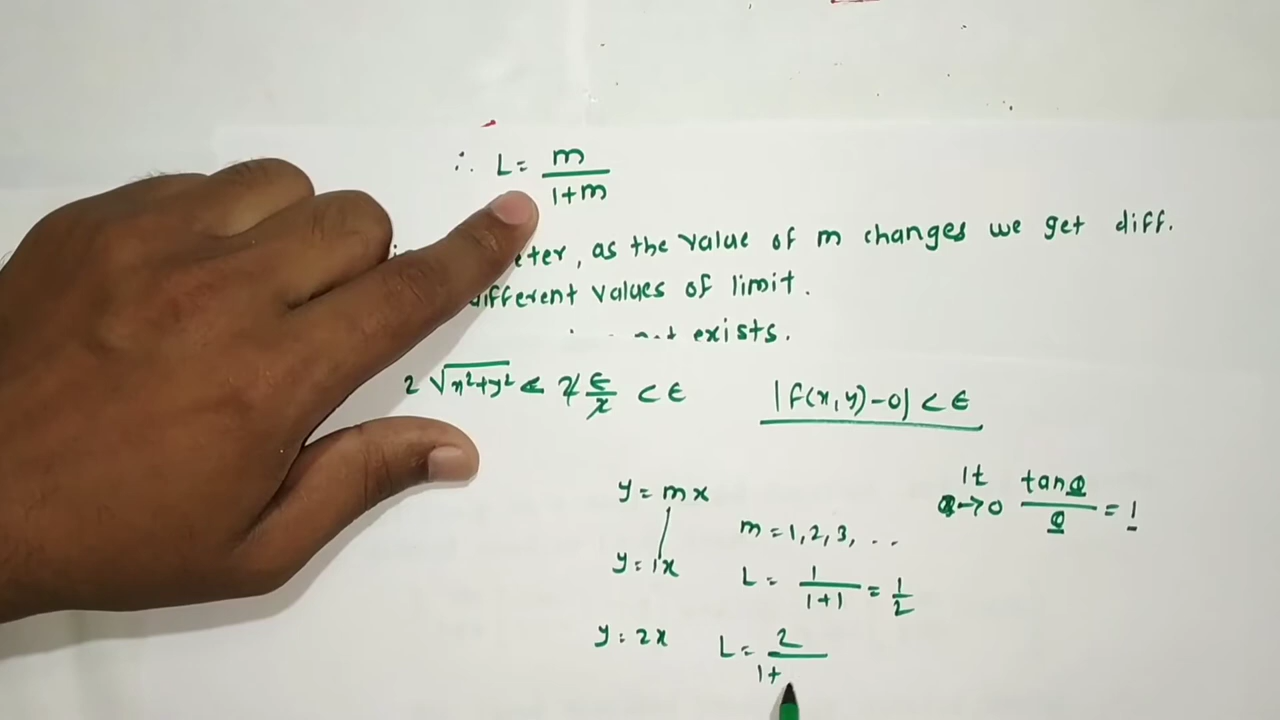 ∴ L = m/(1+m)
, as the value of m changes we get diff.
different values of limit.
exists.
2 √(x²+y²) < 2 ε/2 < ε
|f(x,y)-0| < ε
y = mx
lt θ→0 tanθ/θ = 1
m = 1,2,3, ...
y = 1x
L = 1/(1+1) = 1/2
y = 2x
L = 2/(1+